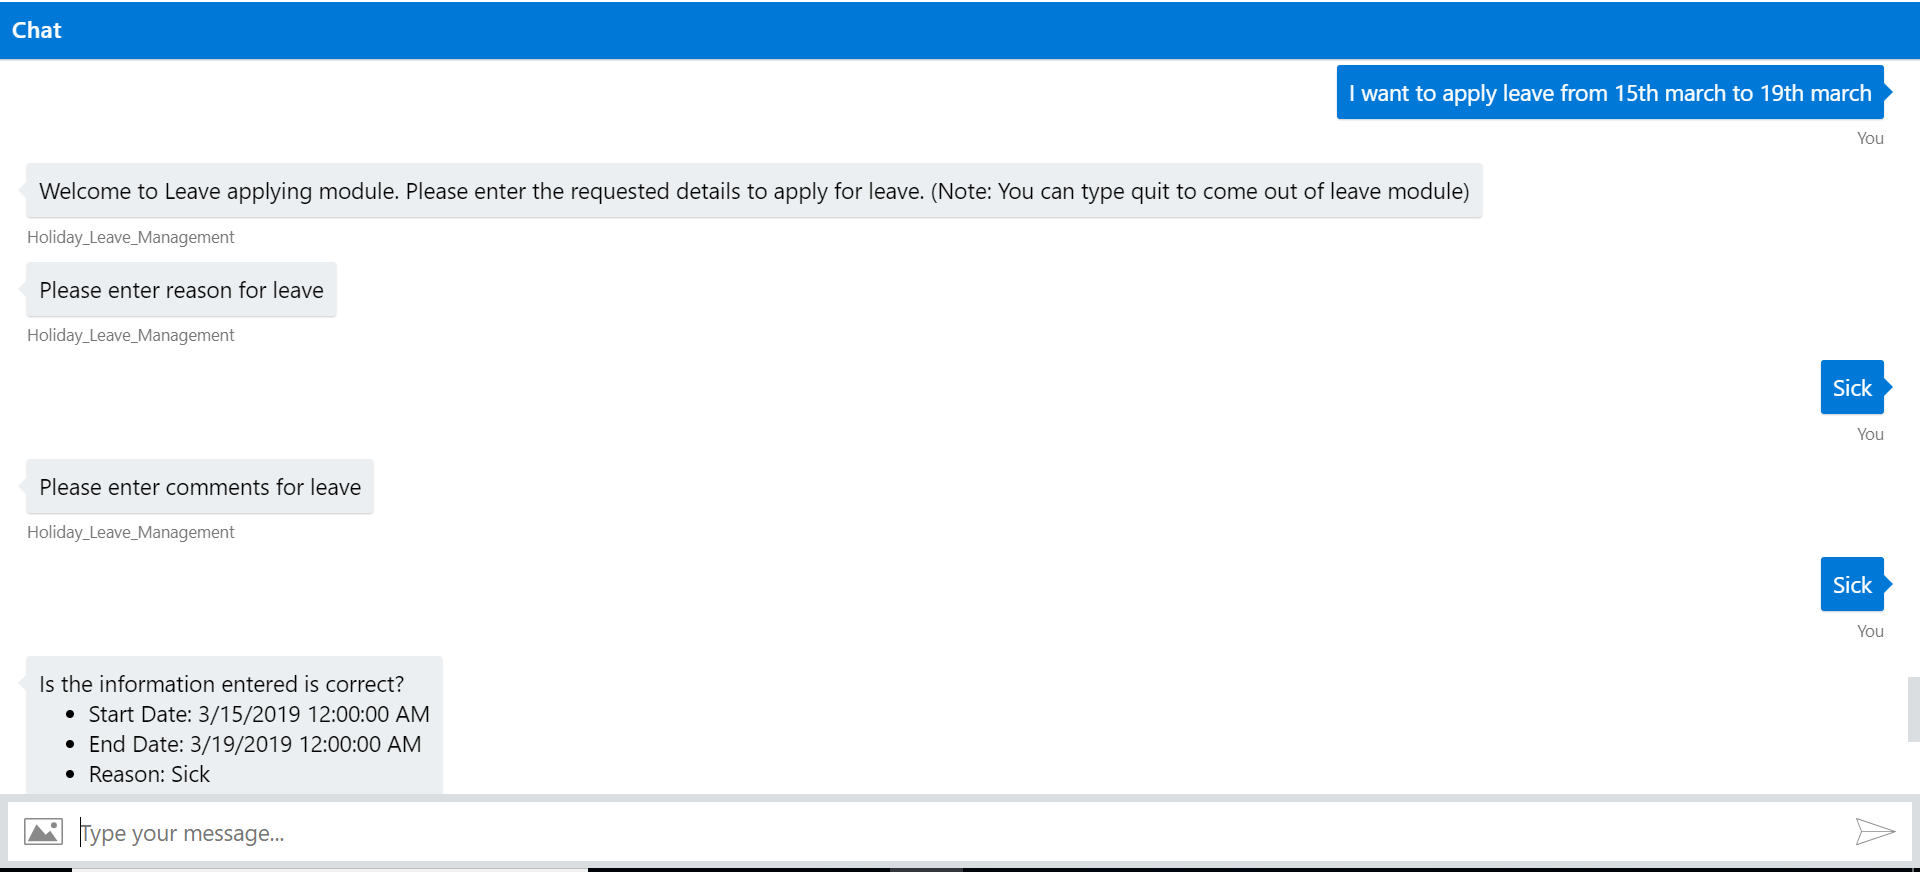 Chat
I want to apply leave from 15th march to 19th march
You
Welcome to Leave applying module. Please enter the requested details to apply for leave. (Note: You can type quit to come out of leave module)
Holiday_Leave_Management
Please enter reason for leave
Holiday_Leave_Management
Sick
You
Please enter comments for leave
Holiday_Leave_Management
Sick
You
Is the information entered is correct?
• Start Date: 3/15/2019 12:00:00 AM
• End Date: 3/19/2019 12:00:00 AM
• Reason: Sick
Type your message...